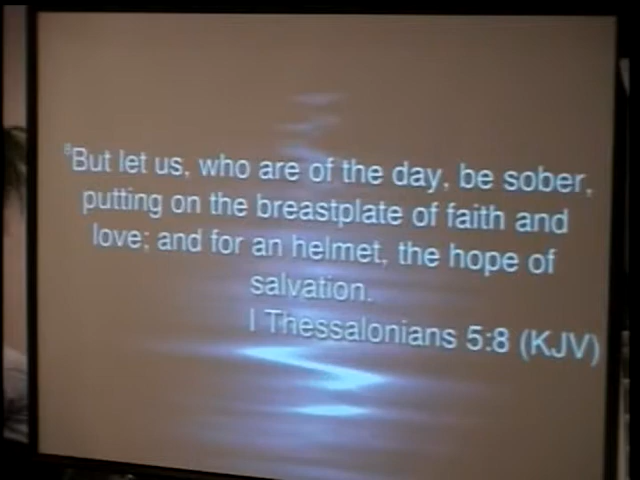 ⁸But let us, who are of the day, be sober,
putting on the breastplate of faith and
love; and for an helmet, the hope of
salvation.
I Thessalonians 5:8 (KJV)